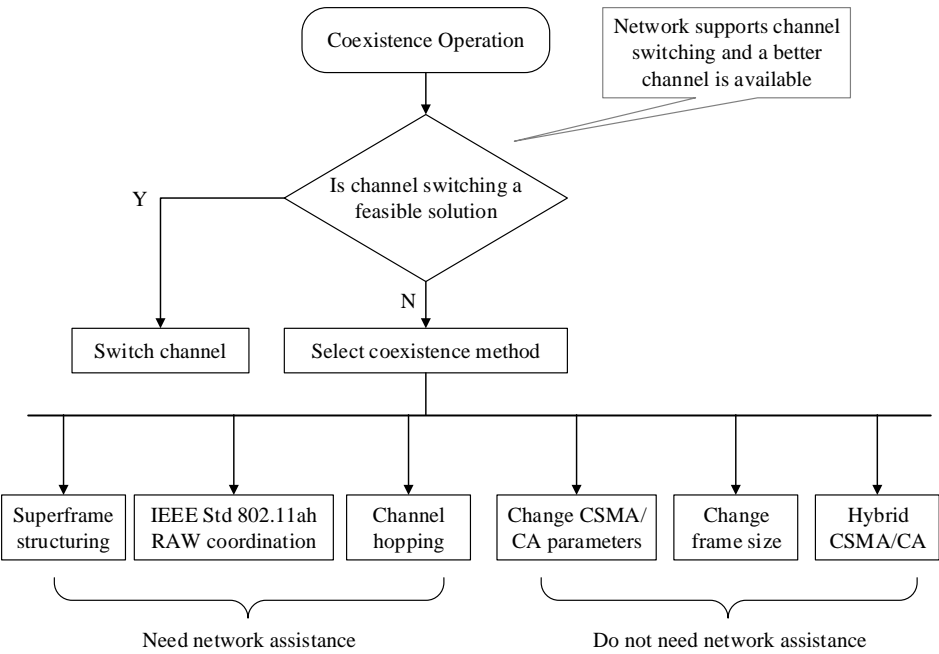 Coexistence Operation
Network supports channel
switching and a better
channel is available
Is channel switching a
feasible solution
Y
N
Switch channel
Select coexistence method
Superframe
structuring
IEEE Std 802.11ah
RAW coordination
Channel
hopping
Change CSMA/
CA parameters
Change
frame size
Hybrid
CSMA/CA
Need network assistance
Do not need network assistance